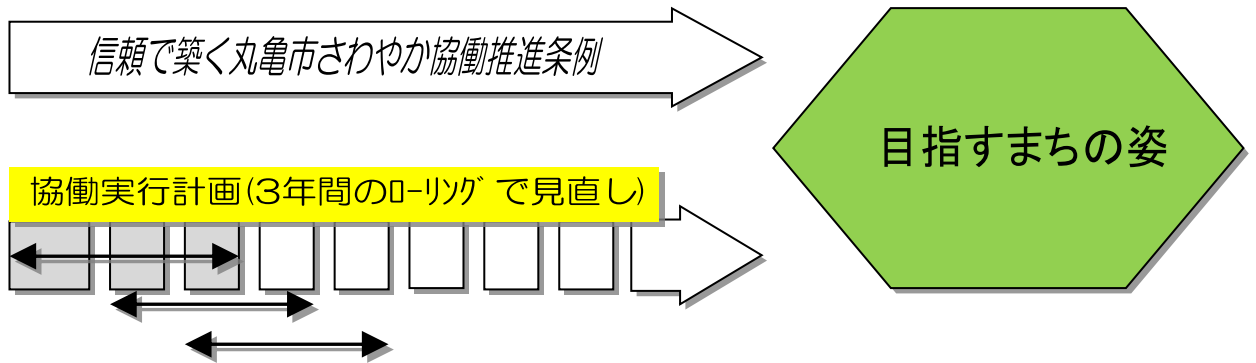 信頼で築く丸亀市さわやか協働推進条例
目指すまちの姿
協働実行計画(3年間のﾛｰﾘﾝｸﾞで見直し)